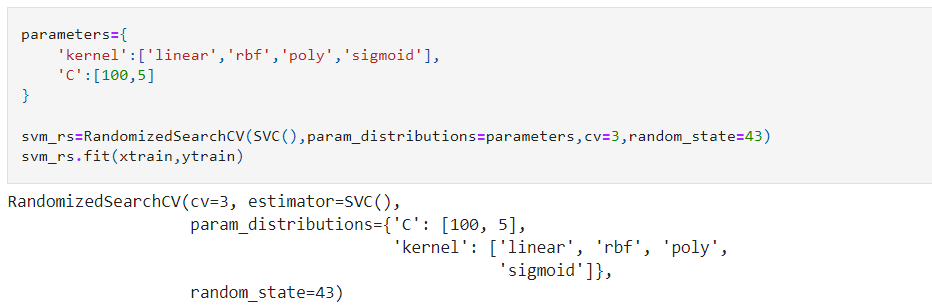 parameters={
    'kernel':['linear','rbf','poly','sigmoid'],
    'C':[100,5]
}
svm_rs=RandomizedSearchCV(SVC(),param_distributions=parameters,cv=3,random_state=43)
svm_rs.fit(xtrain,ytrain)
RandomizedSearchCV(cv=3, estimator=SVC(),
                   param_distributions={'C': [100, 5],
                                        'kernel': ['linear', 'rbf', 'poly',
                                                   'sigmoid']},
                   random_state=43)